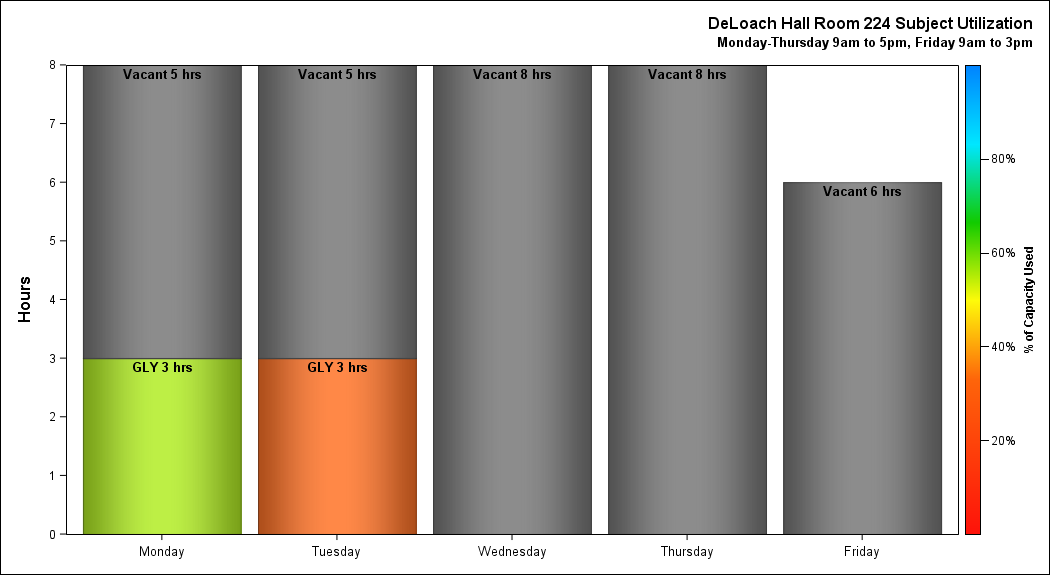 DeLoach Hall Room 224 Subject Utilization
Monday-Thursday 9am to 5pm, Friday 9am to 3pm
Hours
8
7
6
5
4
3
2
1
0
Vacant 5 hrs
Vacant 5 hrs
Vacant 8 hrs
Vacant 8 hrs
Vacant 6 hrs
GLY 3 hrs
GLY 3 hrs
Monday
Tuesday
Wednesday
Thursday
Friday
80%
60%
40%
20%
% of Capacity Used